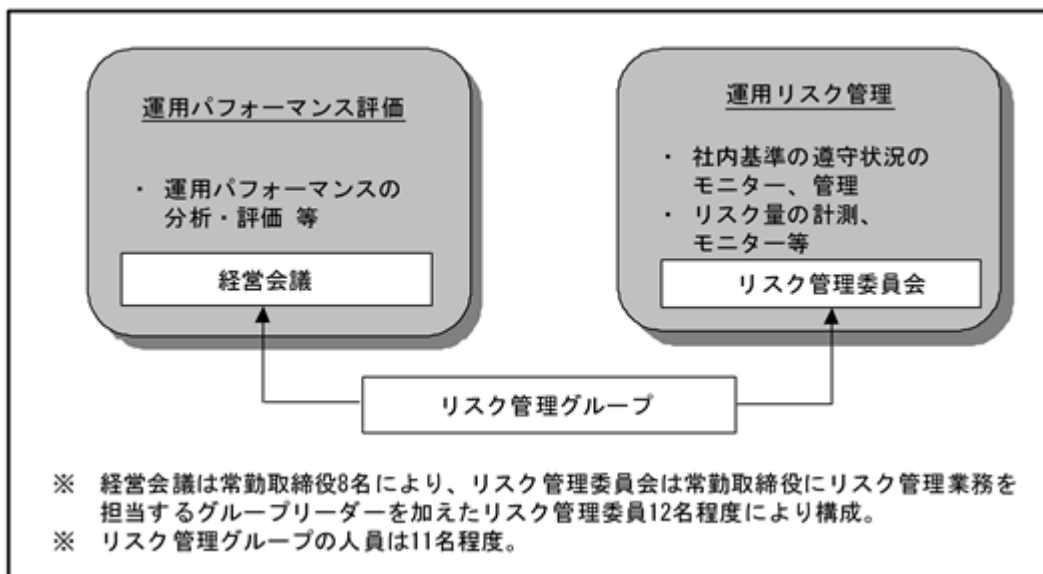 運用パフォーマンス評価
・ 運用パフォーマンスの
分析・評価 等
経営会議
運用リスク管理
・ 社内基準の遵守状況の
モニター、管理
・ リスク量の計測、
モニター等
リスク管理委員会
リスク管理グループ
※ 経営会議は常勤取締役8名により、リスク管理委員会は常勤取締役にリスク管理業務を
担当するグループリーダーを加えたリスク管理委員12名程度により構成。
※ リスク管理グループの人員は11名程度。